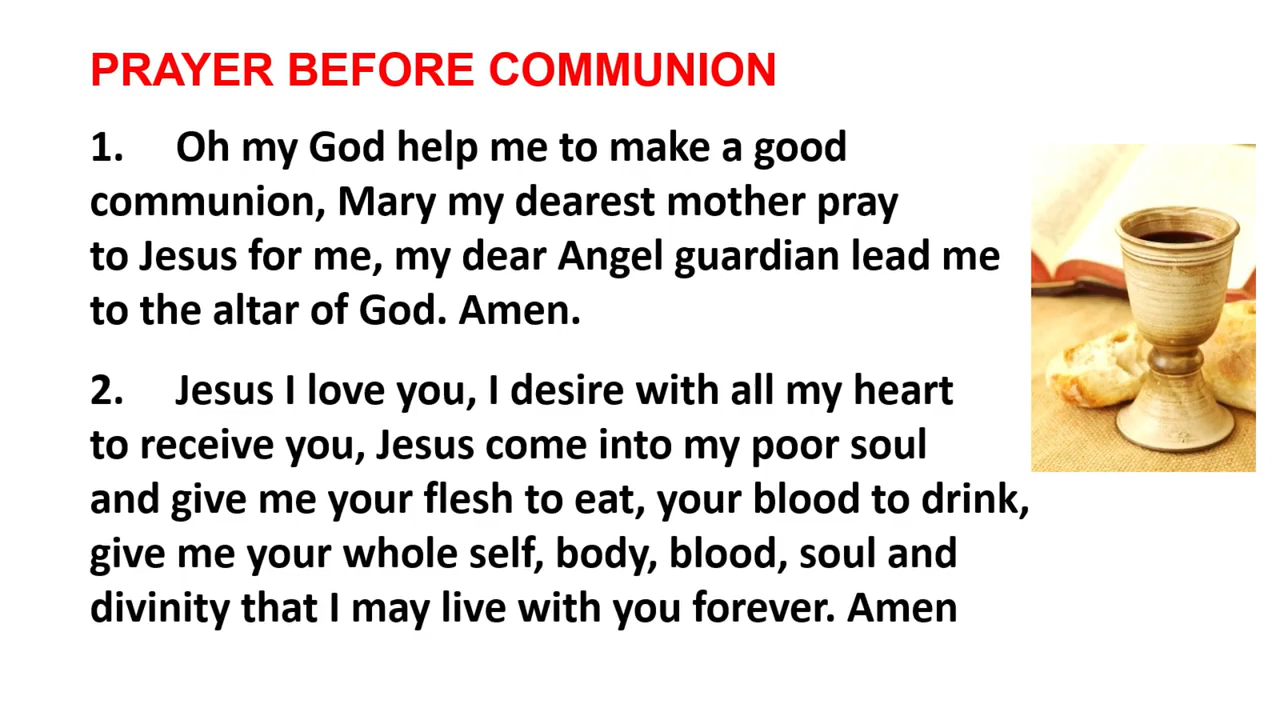 PRAYER BEFORE COMMUNION
1. Oh my God help me to make a good
communion, Mary my dearest mother pray
to Jesus for me, my dear Angel guardian lead me
to the altar of God. Amen.
2. Jesus I love you, I desire with all my heart
to receive you, Jesus come into my poor soul
and give me your flesh to eat, your blood to drink,
give me your whole self, body, blood, soul and
divinity that I may live with you forever. Amen